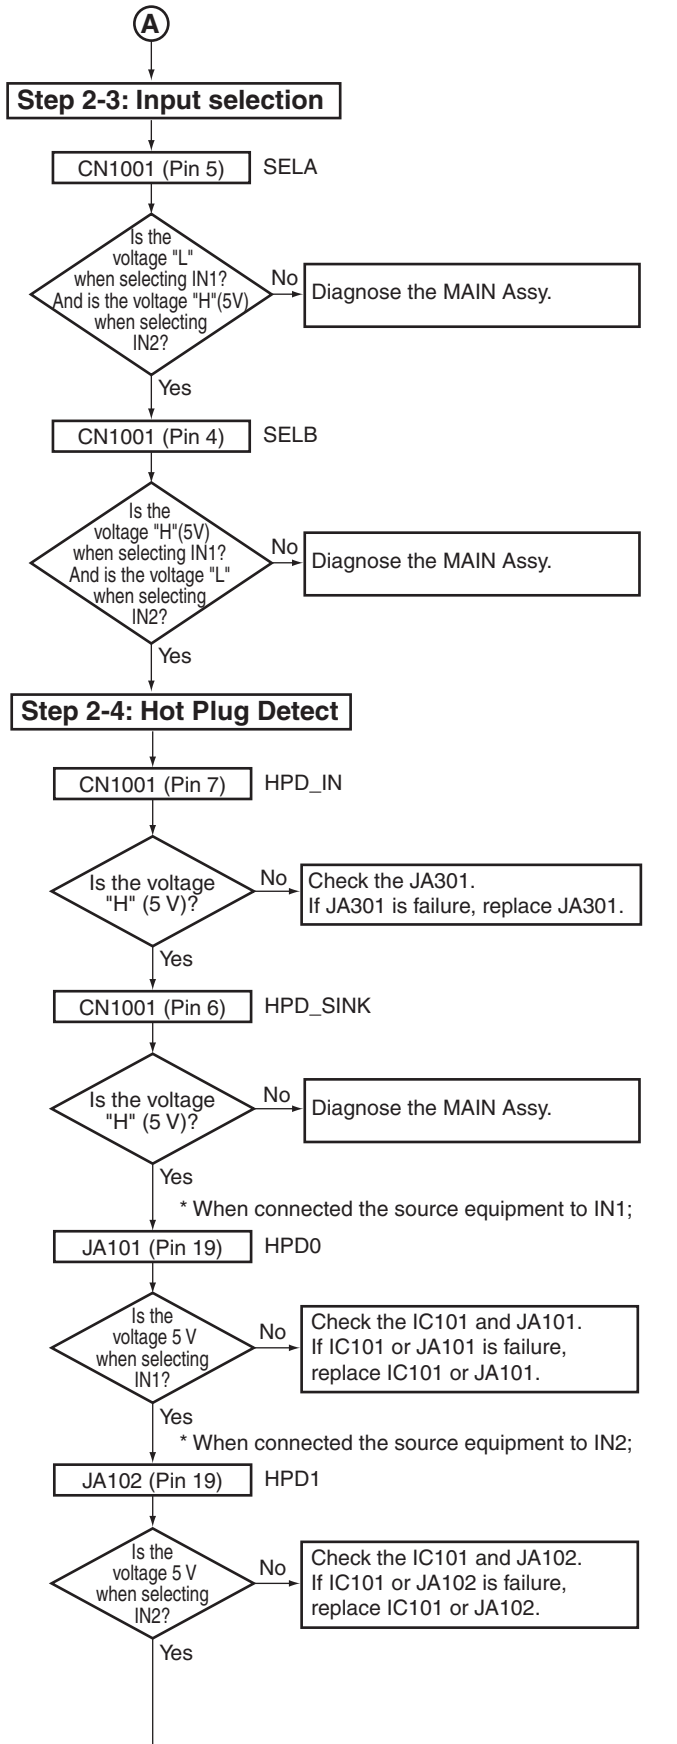 A
Step 2-3: Input selection
CN1001 (Pin 5)
SELA
Is the
voltage "L"
when selecting IN1?
And is the voltage "H"(5V)
when selecting
IN2?
No
Diagnose the MAIN Assy.
Yes
CN1001 (Pin 4)
SELB
Is the
voltage "H"(5V)
when selecting IN1?
And is the voltage "L"
when selecting
IN2?
No
Diagnose the MAIN Assy.
Yes
Step 2-4: Hot Plug Detect
CN1001 (Pin 7)
HPD_IN
Is the voltage
"H" (5 V)?
No
Check the JA301.
If JA301 is failure, replace JA301.
Yes
CN1001 (Pin 6)
HPD_SINK
Is the voltage
"H" (5 V)?
No
Diagnose the MAIN Assy.
Yes
* When connected the source equipment to IN1;
JA101 (Pin 19)
HPD0
Is the
voltage 5 V
when selecting
IN1?
No
Check the IC101 and JA101.
If IC101 or JA101 is failure,
replace IC101 or JA101.
Yes
* When connected the source equipment to IN2;
JA102 (Pin 19)
HPD1
Is the
voltage 5 V
when selecting
IN2?
No
Check the IC101 and JA102.
If IC101 or JA102 is failure,
replace IC101 or JA102.
Yes